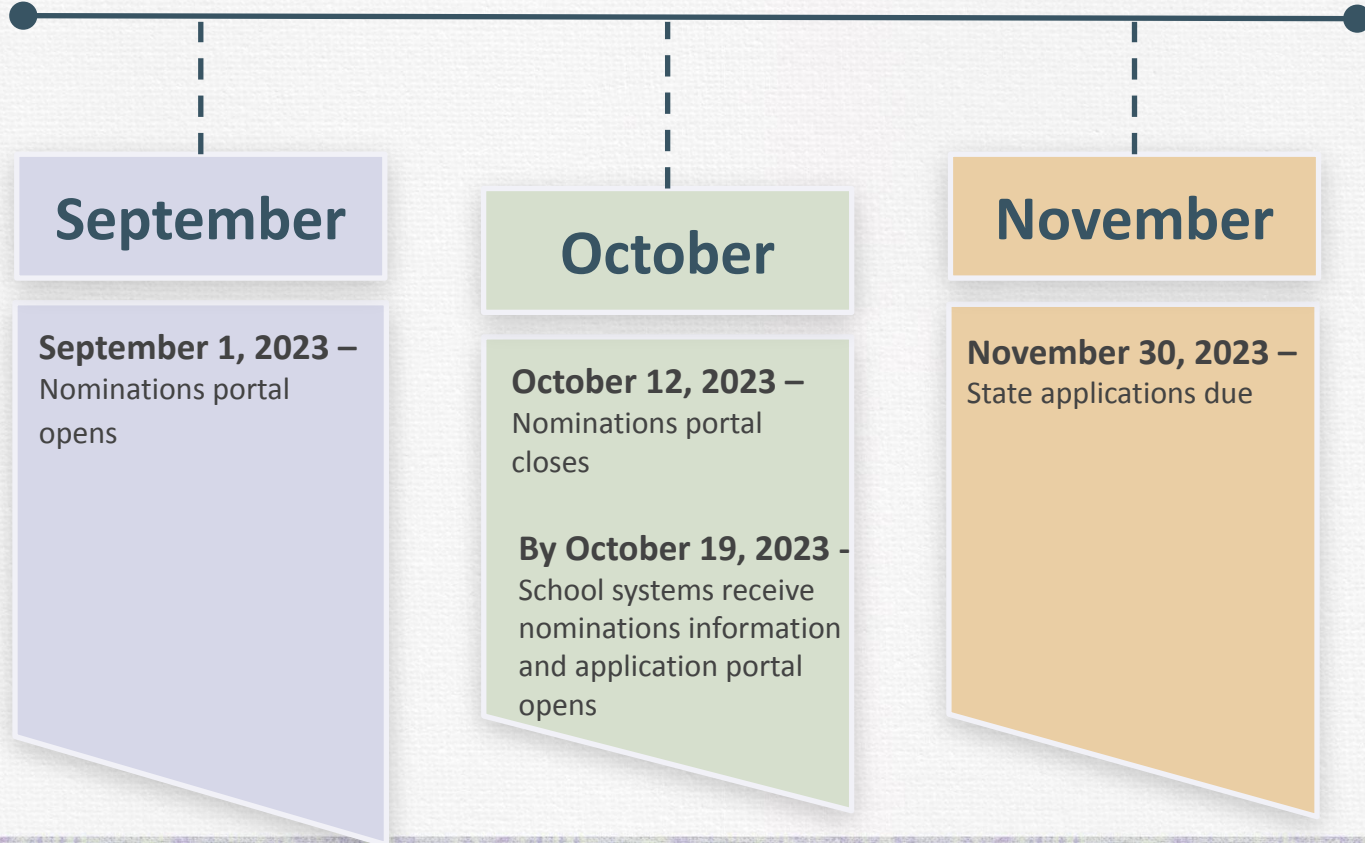 September
September 1, 2023 –
Nominations portal
opens
October
October 12, 2023 –
Nominations portal
closes
By October 19, 2023 -
School systems receive
nominations information
and application portal
opens
November
November 30, 2023 –
State applications due